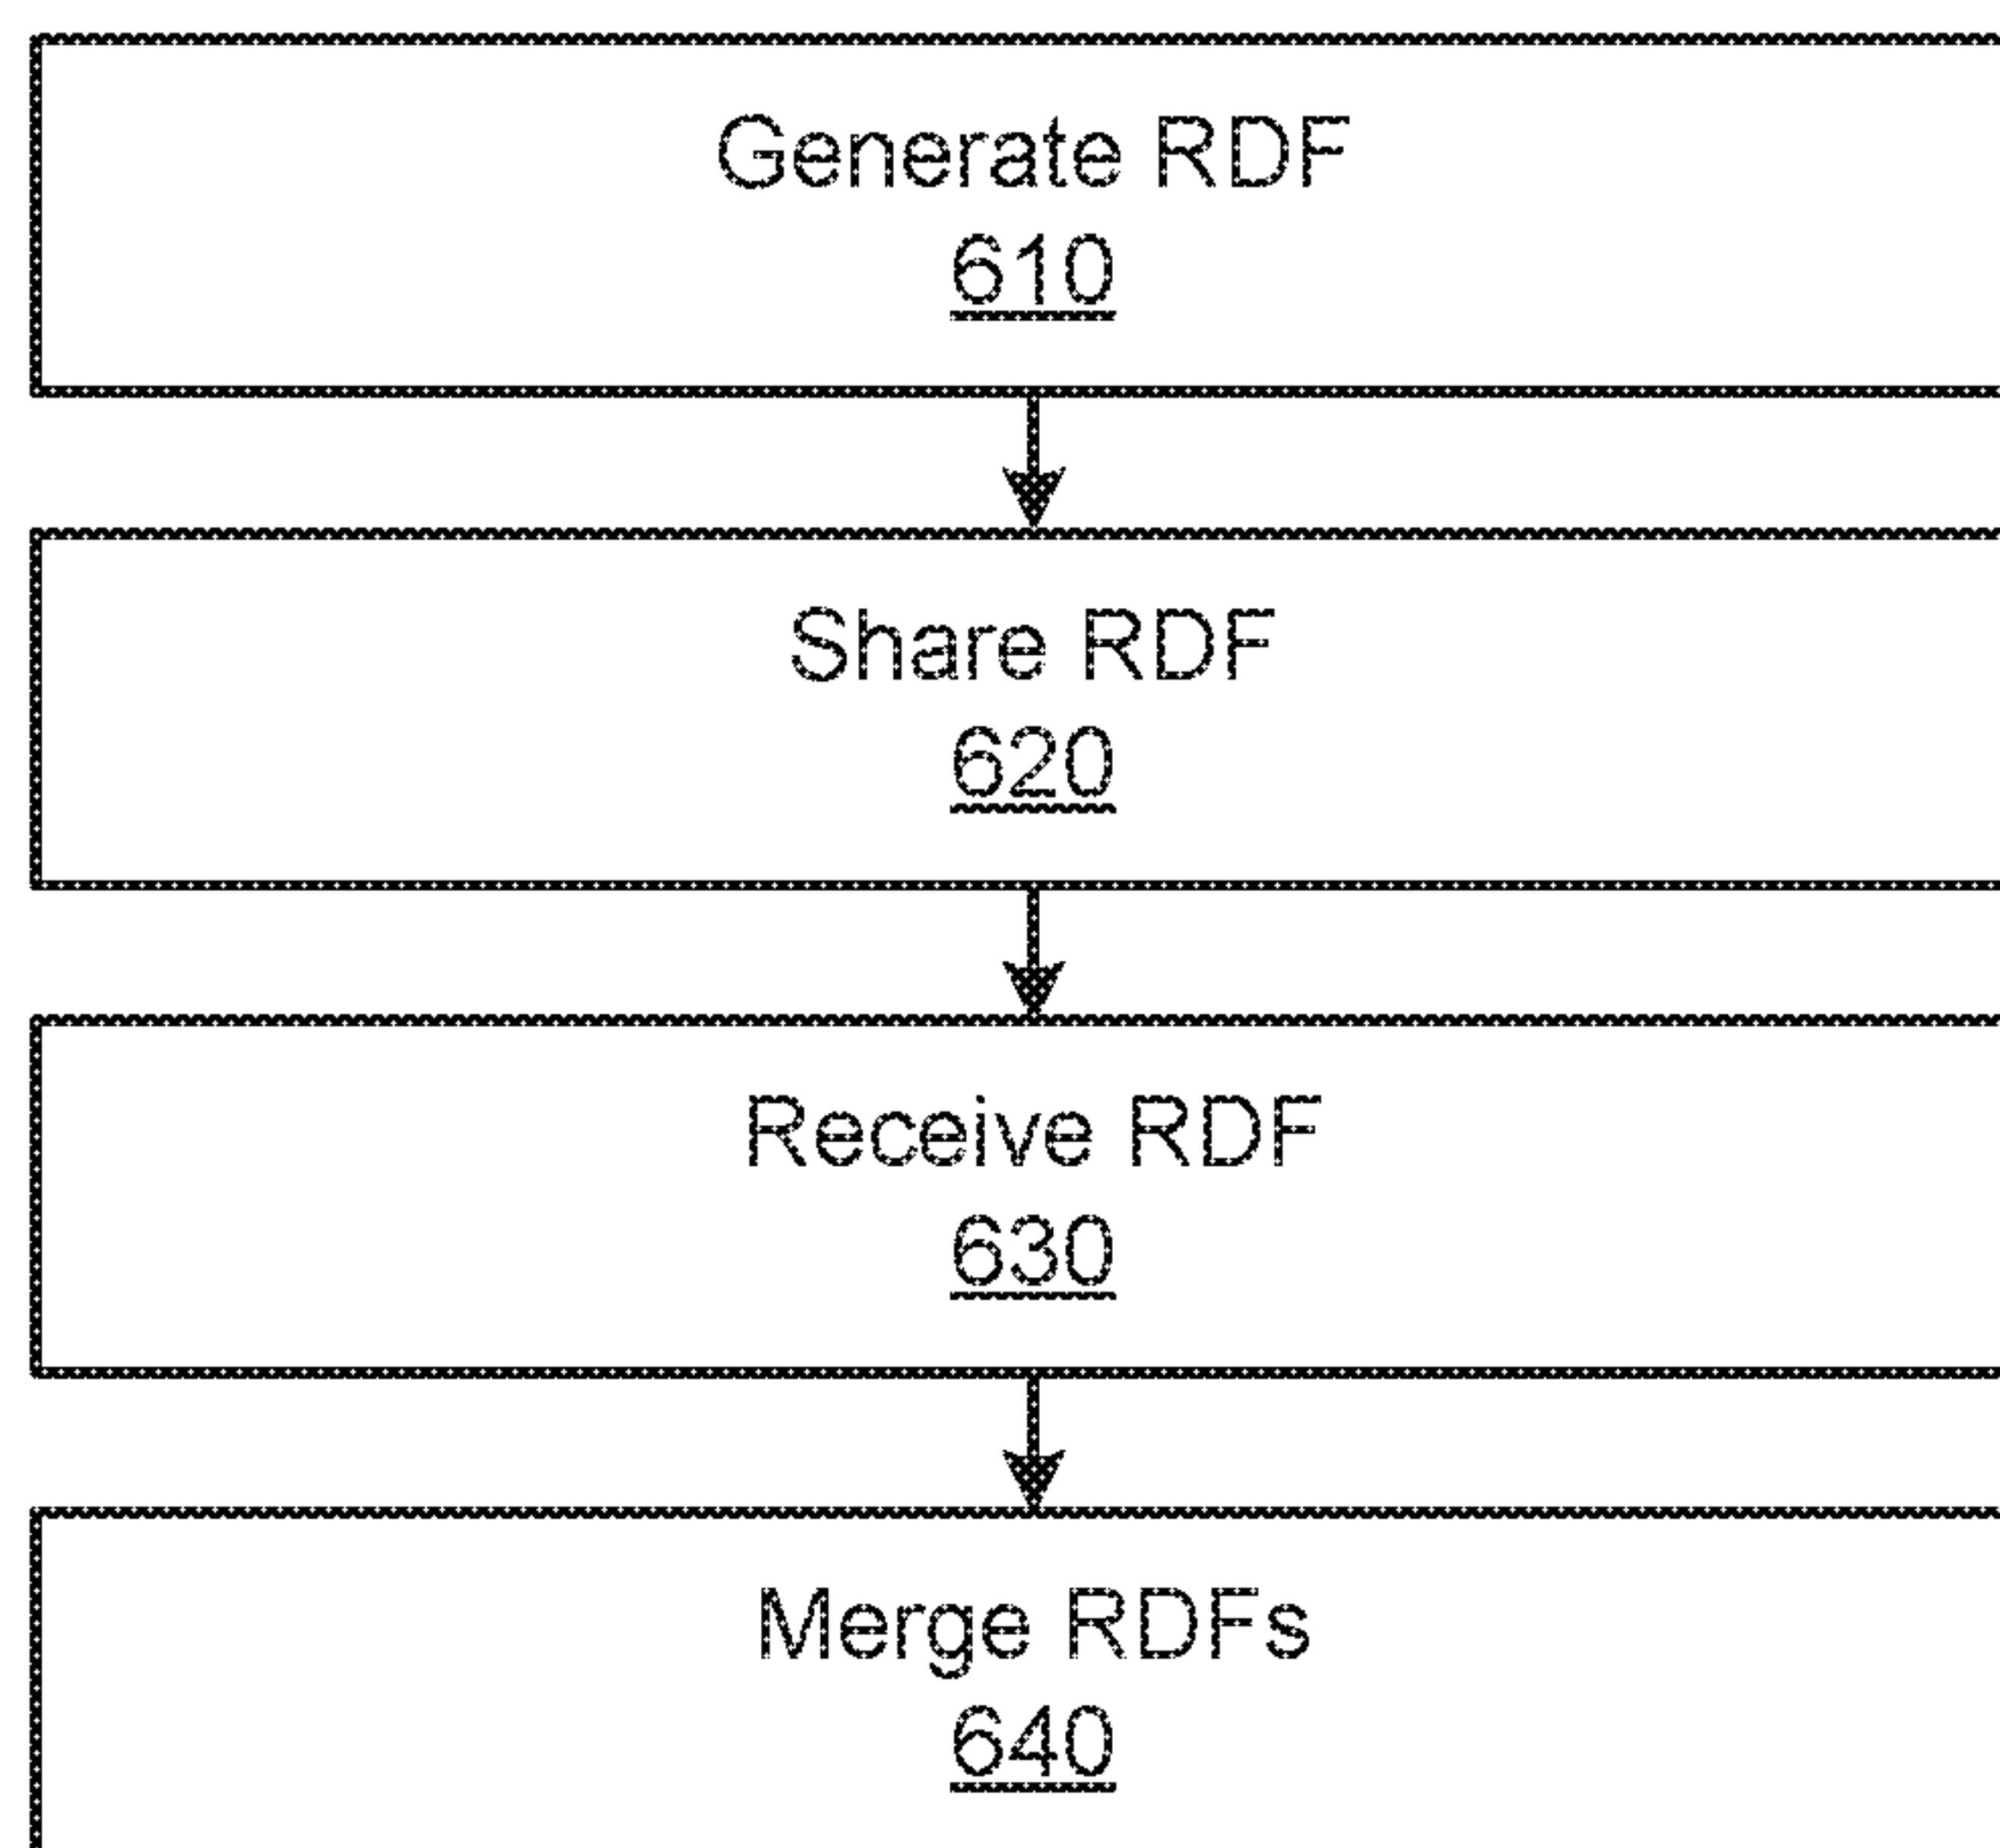 Generate RDF
610
Share RDF
620
Receive RDF
630
Merge RDFs
640